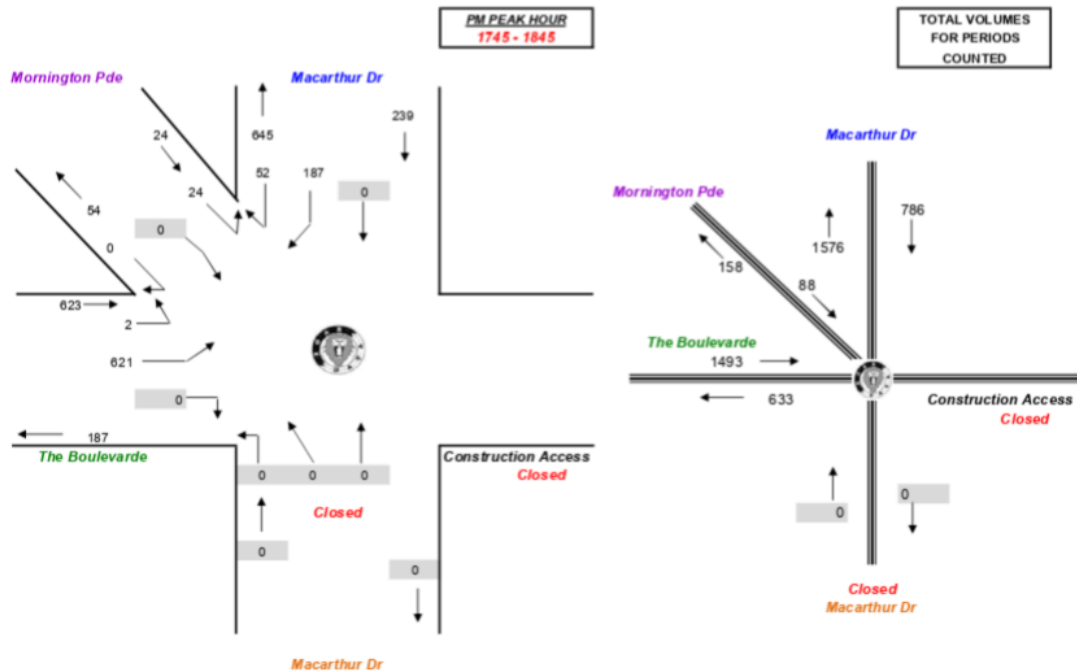 PM PEAK HOUR
1745 - 1845
Mornington Pde
Macarthur Dr
24
645
239
24
52
187
0
54
0
0
623
2
621
0
187
The Boulevarde
0
0
0
Closed
0
0
Construction Access
Closed
Macarthur Dr
TOTAL VOLUMES
FOR PERIODS
COUNTED
Macarthur Dr
Mornington Pde
786
1576
158
88
The Boulevarde
1493
633
Construction Access
Closed
0
0
Closed
Macarthur Dr